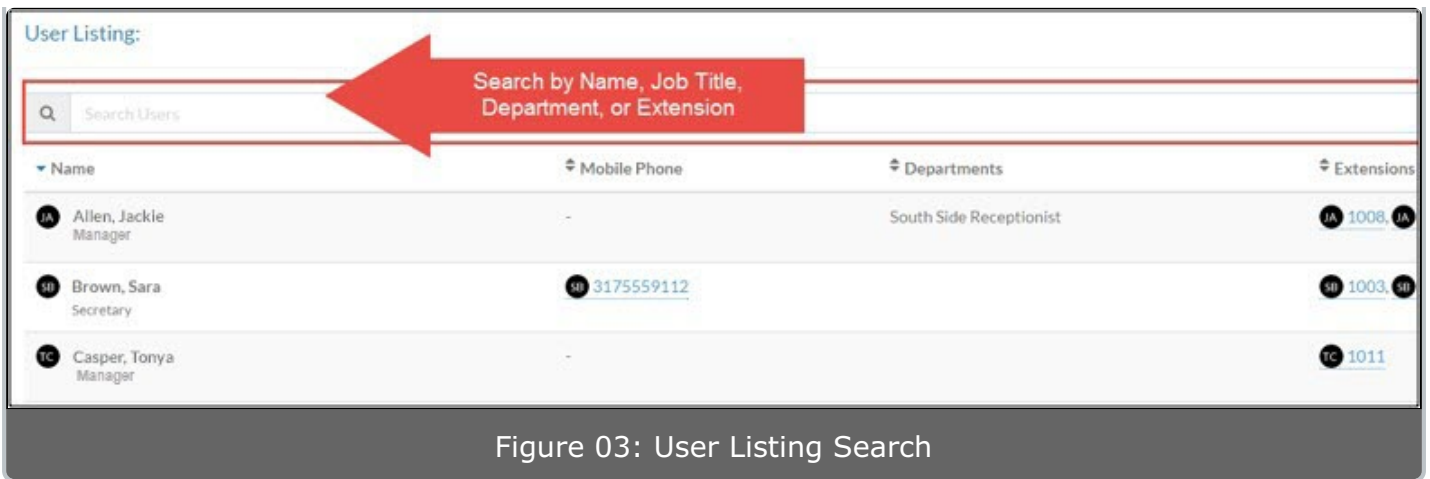 User Listing:
Search by Name, Job Title,
Department, or Extension
Search Users
Name Mobile Phone Departments Extensions
JA Allen, Jackie - South Side Receptionist JA 1008, JA
Manager
SB Brown, Sara SB 3175559112 SB 1003, SB
Secretary
TC Casper, Tonya - TC 1011
Manager
Figure 03: User Listing Search